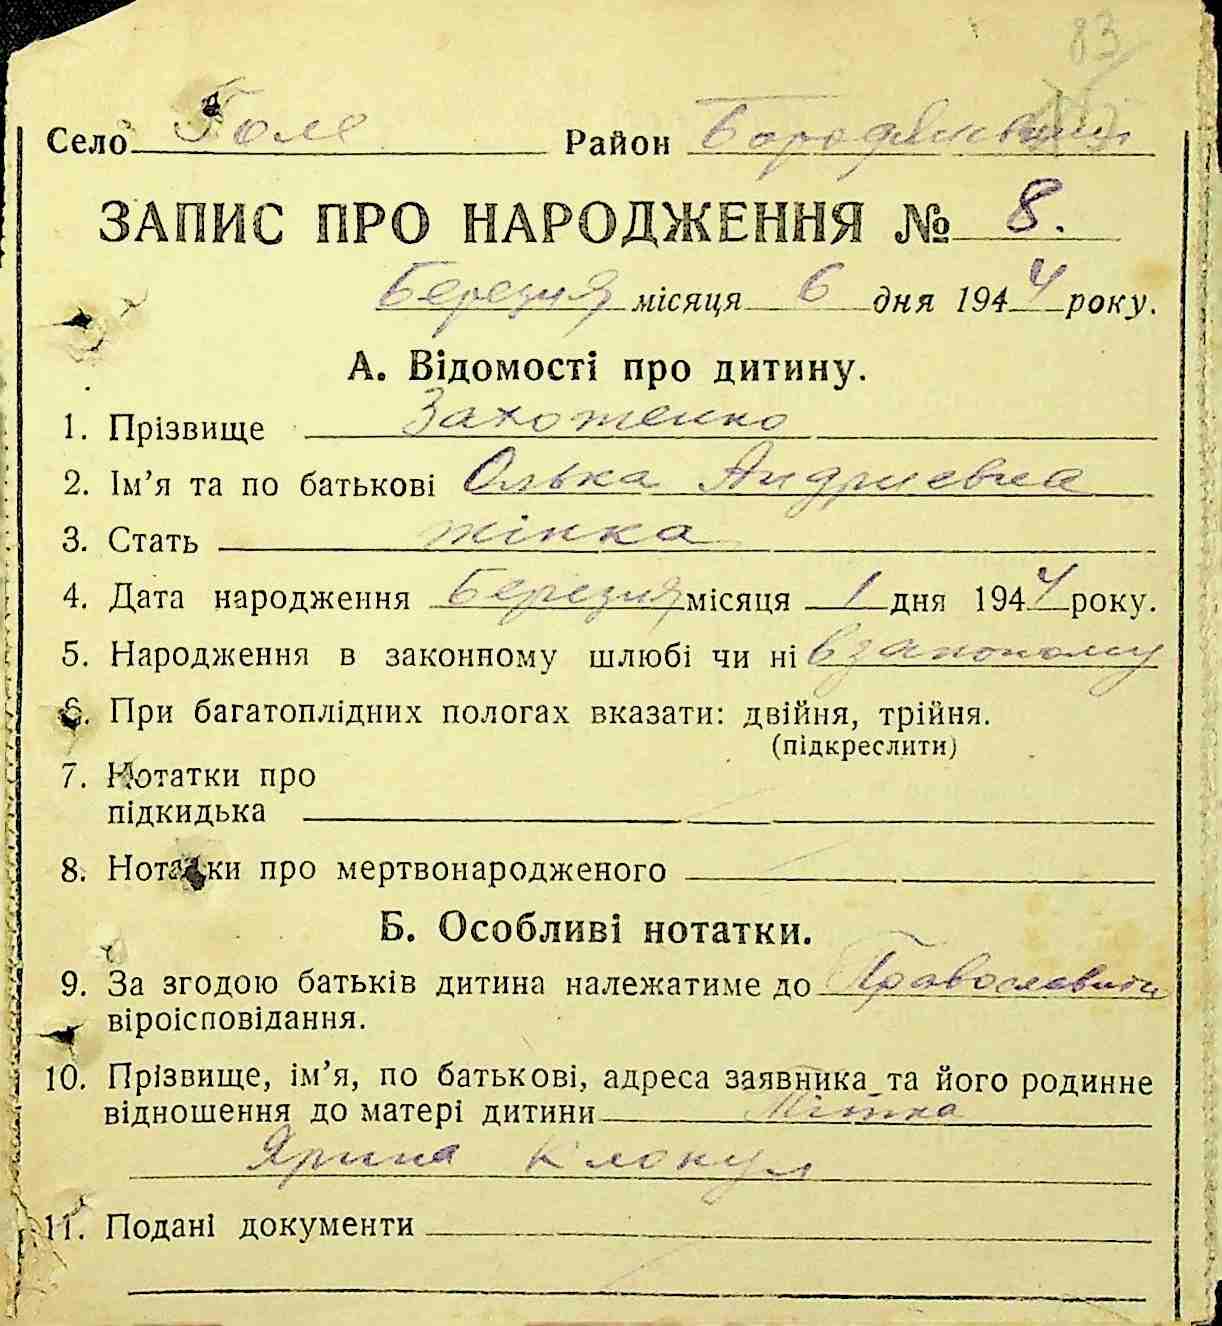 83
Село Голе Район Бородянський
ЗАПИС ПРО НАРОДЖЕННЯ № 8.
Березня місяця 6 дня 1944 року.
А. Відомості про дитину.
1. Прізвище Захоженко
2. Ім'я та по батькові Олька Андриевна
3. Стать жінка
4. Дата народження Березня місяця 1 дня 1944 року.
5. Народження в законному шлюбі чи ні в законому
6. При багатоплідних пологах вказати: двійня, трійня.
(підкреслити)
7. Нотатки про
підкидька
8. Нотатки про мертвонародженого
Б. Особливі нотатки.
9. За згодою батьків дитина належатиме до
віроісповідання.
10. Прізвище, ім'я, по батькові, адреса заявника та його родинне
відношення до матері дитини Тітка
Ярина Клокун
11. Подані документи